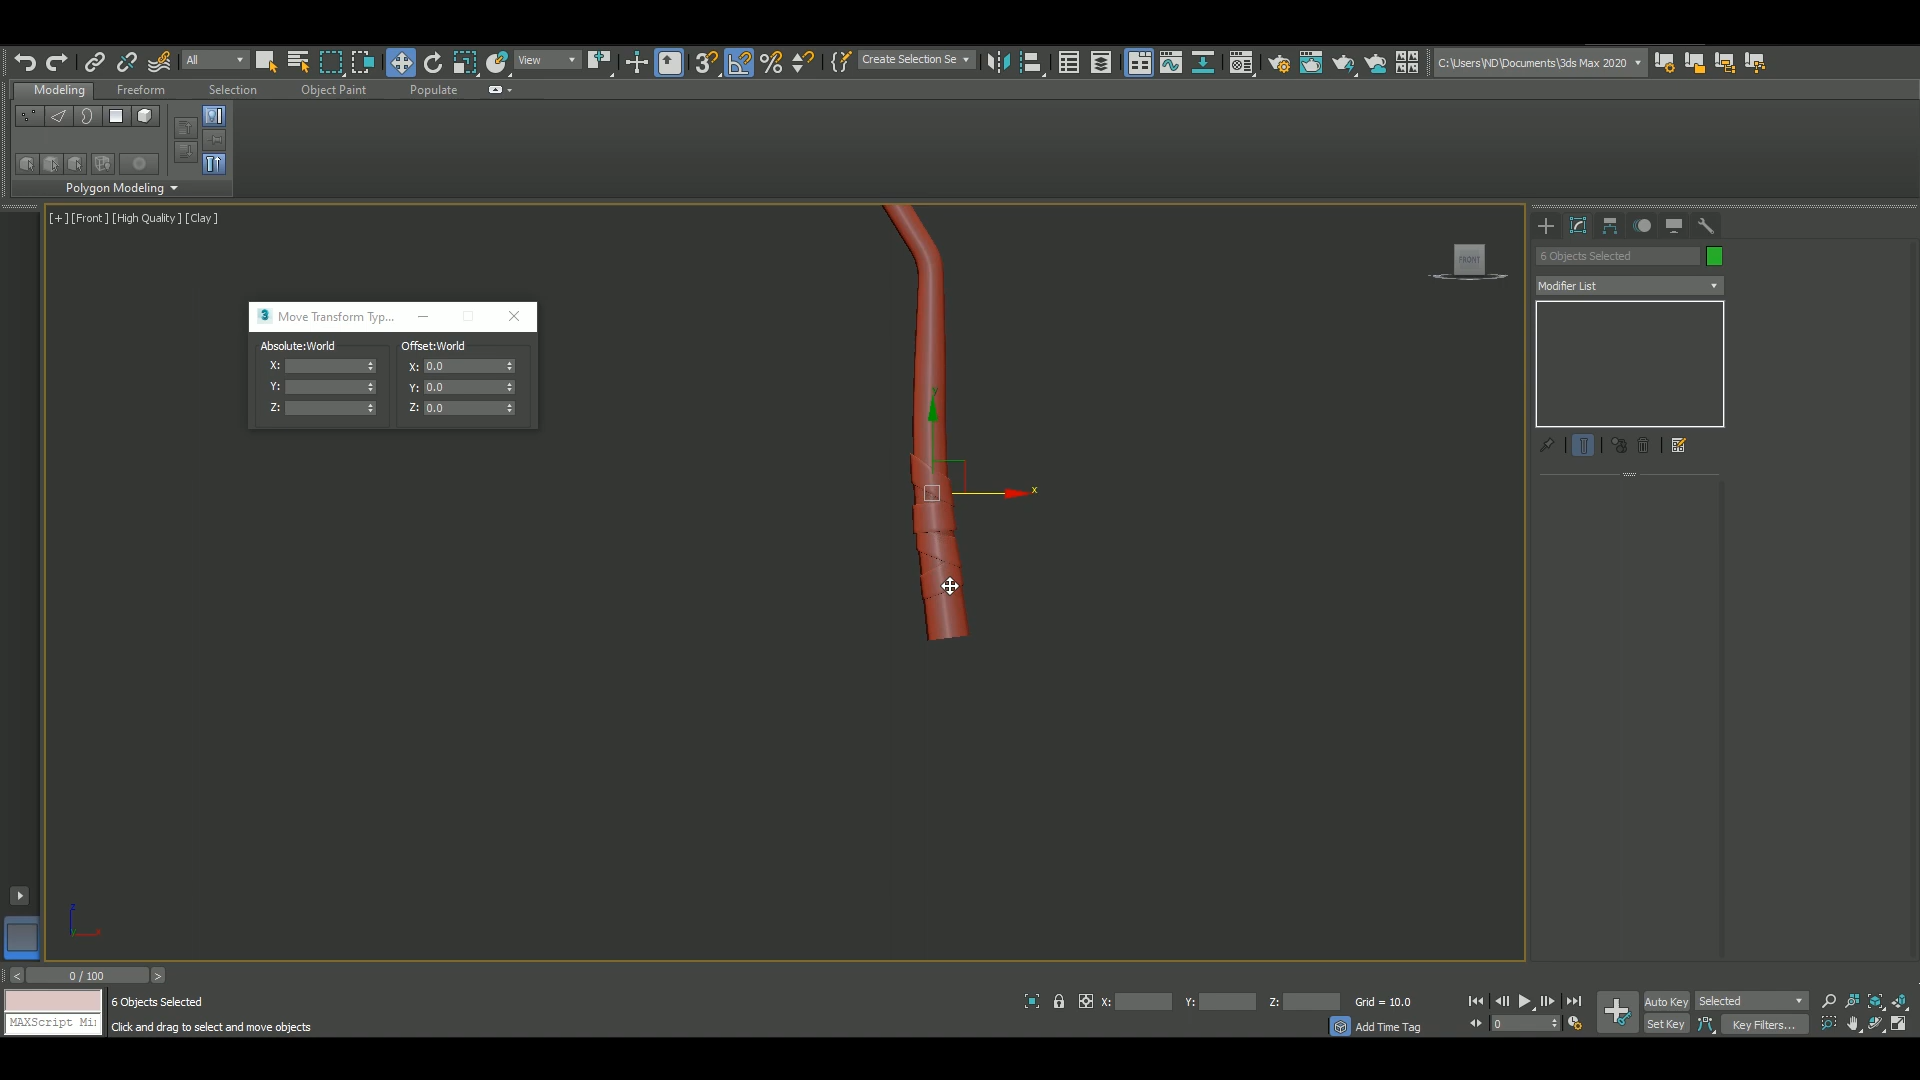 All
View
3
Create Selection Se
C:\Users\ND\Documents\3ds Max 2020
Modeling
Freeform
Selection
Object Paint
Populate
Polygon Modeling
[+] [Front] [High Quality] [Clay]
FRONT
6 Objects Selected
Modifier List
3 Move Transform Typ...
Absolute:World
Offset:World
X:
X: 0.0
Y:
Y: 0.0
Z:
Z: 0.0
y
x
z
x
< 0 / 100 >
6 Objects Selected
X:
Y:
Z:
Grid = 10.0
Auto Key
Selected
MAXScript Mi
Click and drag to select and move objects
Add Time Tag
0
Set Key
Key Filters...